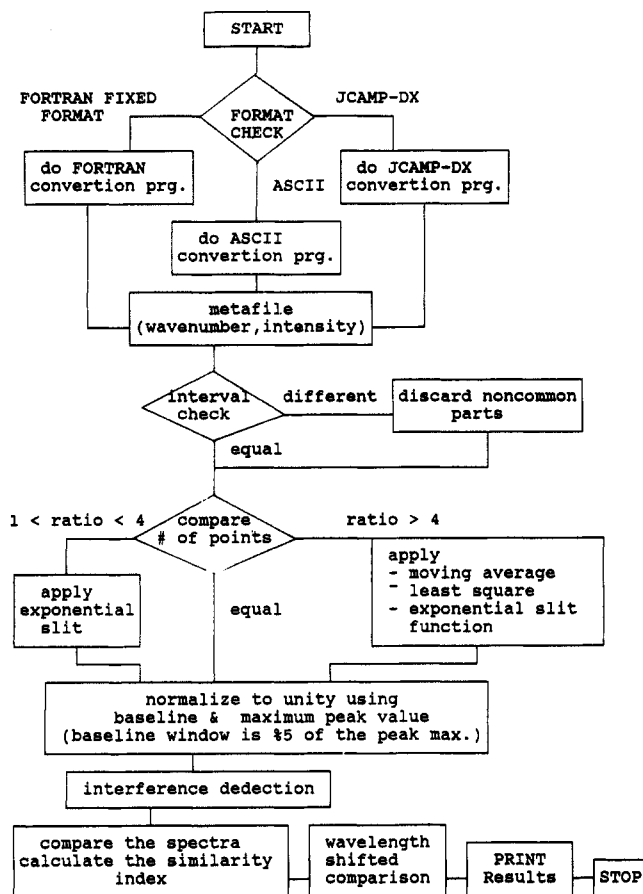 START
FORTRAN FIXED
FORMAT
JCAMP-DX
FORMAT
CHECK
do FORTRAN
convertion prg.
ASCII
do JCAMP-DX
convertion prg.
do ASCII
convertion prg.
metafile
(wavenumber,intensity)
interval
check
different
discard noncommon
parts
equal
1 < ratio < 4
compare
# of points
ratio > 4
apply
exponential
slit
equal
apply
- moving average
- least square
- exponential slit
function
normalize to unity using
baseline & maximum peak value
(baseline window is %5 of the peak max.)
interference dedection
compare the spectra
calculate the similarity
index
wavelength
shifted
comparison
PRINT
Results
STOP